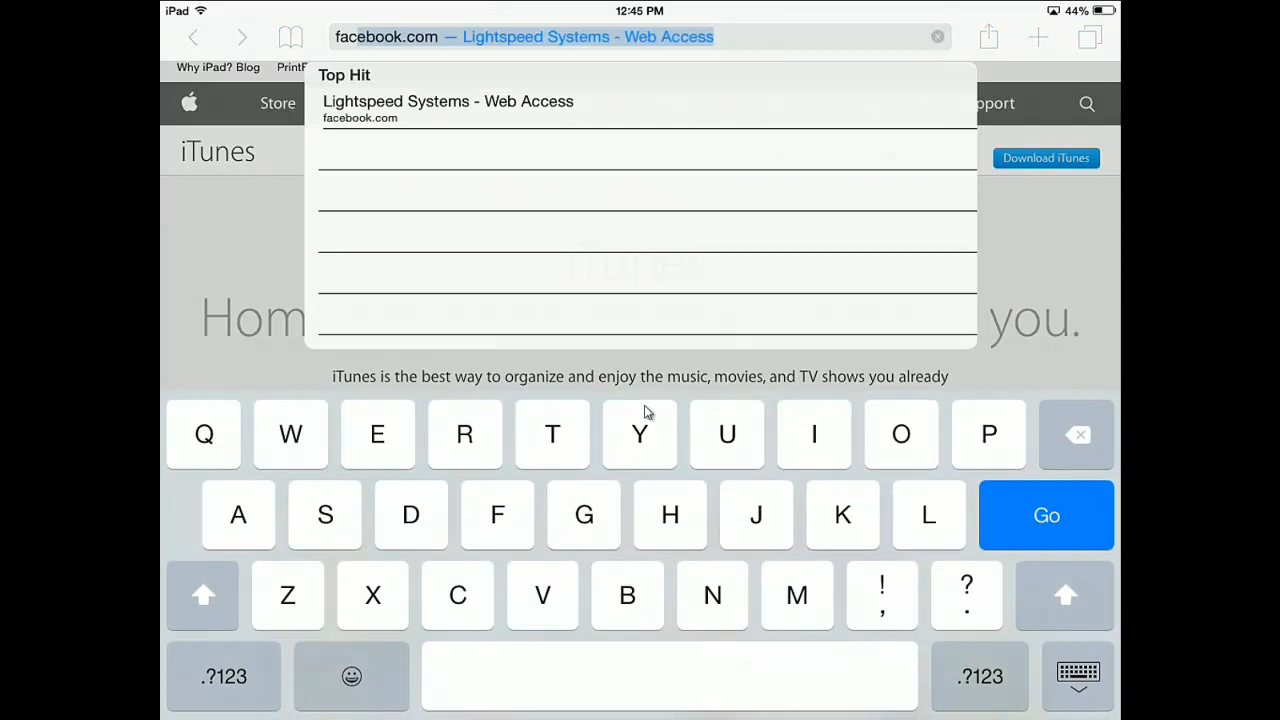 iPad 12:45 PM 44%
facebook.com — Lightspeed Systems - Web Access
Why iPad? Blog
Top Hit
Store
Lightspeed Systems - Web Access
facebook.com
iTunes
Download iTunes
iTunes
you.
iTunes is the best way to organize and enjoy the music, movies, and TV shows you already
Q W E R T Y U I O P
A S D F G H J K L Go
Z X C V B N M ! , ? .
.?123 .?123